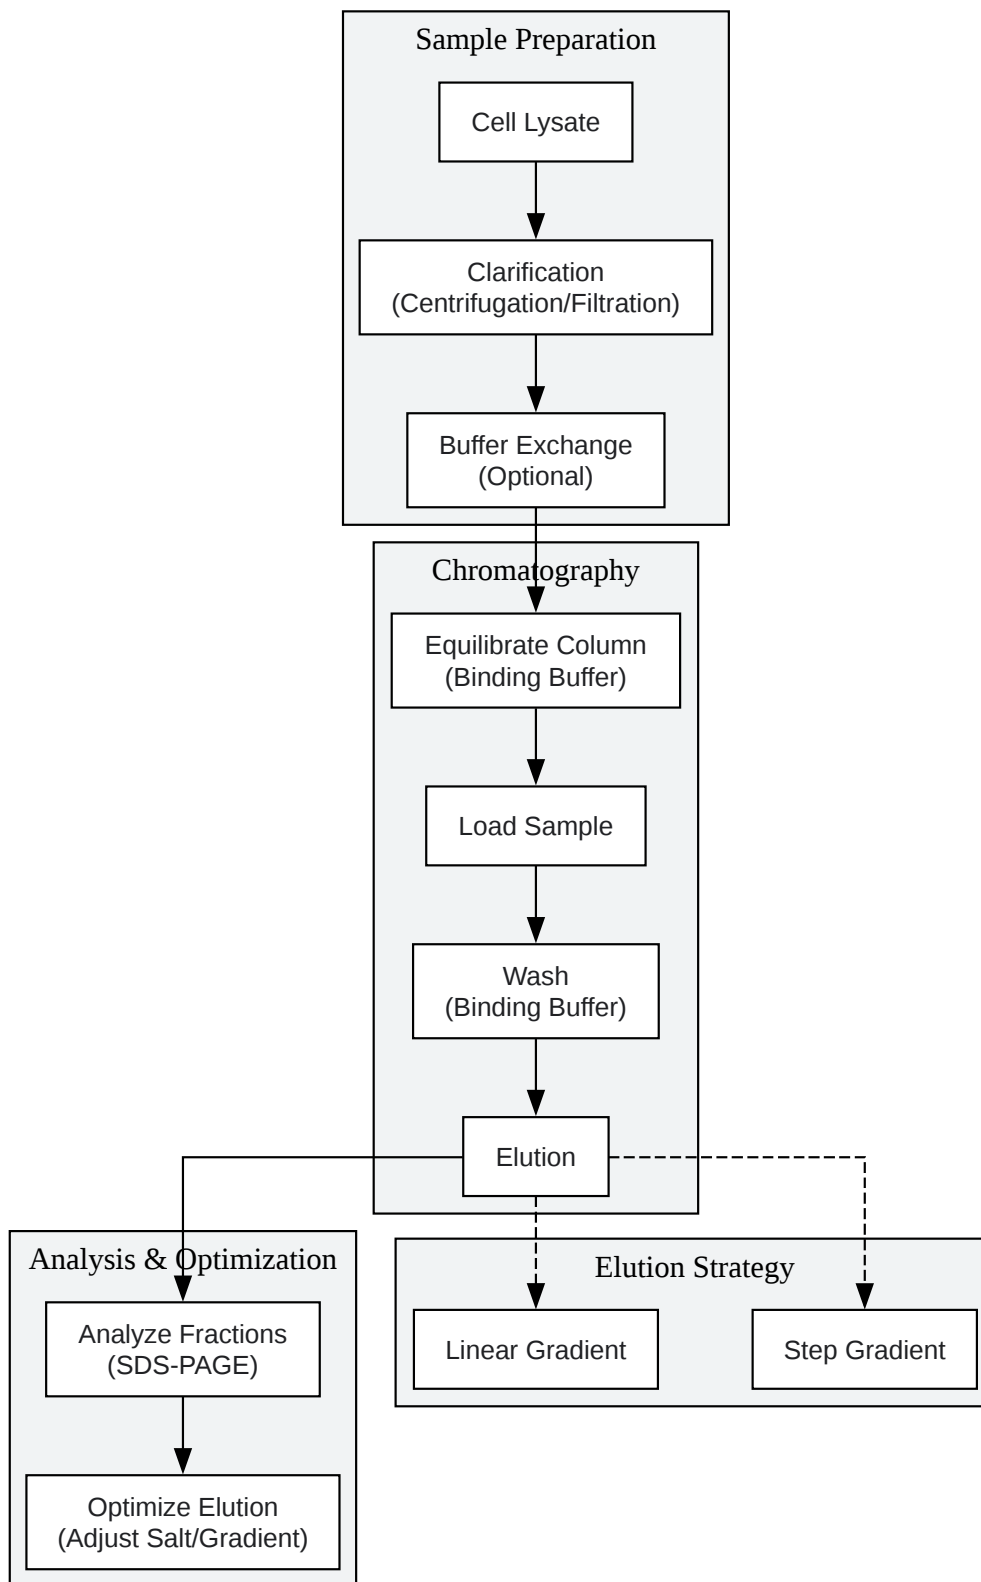 Sample Preparation
Cell Lysate
Clarification
(Centrifugation/Filtration)
Buffer Exchange
(Optional)
Chromatography
Equilibrate Column
(Binding Buffer)
Load Sample
Wash
(Binding Buffer)
Elution
Analysis & Optimization
Analyze Fractions
(SDS-PAGE)
Optimize Elution
(Adjust Salt/Gradient)
Elution Strategy
Linear Gradient
Step Gradient